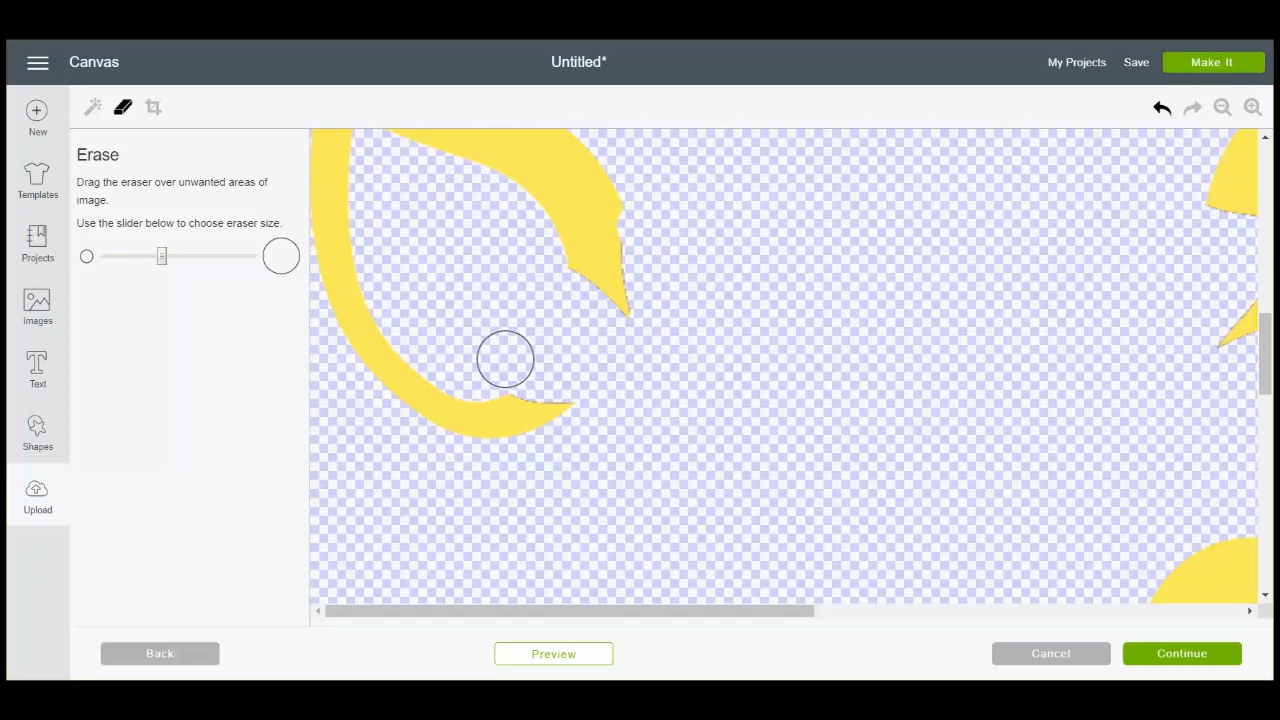 Canvas
Untitled*
My Projects
Save
Make It
New
Templates
Projects
Images
Text
Shapes
Upload
Erase
Drag the eraser over unwanted areas of
image.
Use the slider below to choose eraser size.
Back
Preview
Cancel
Continue